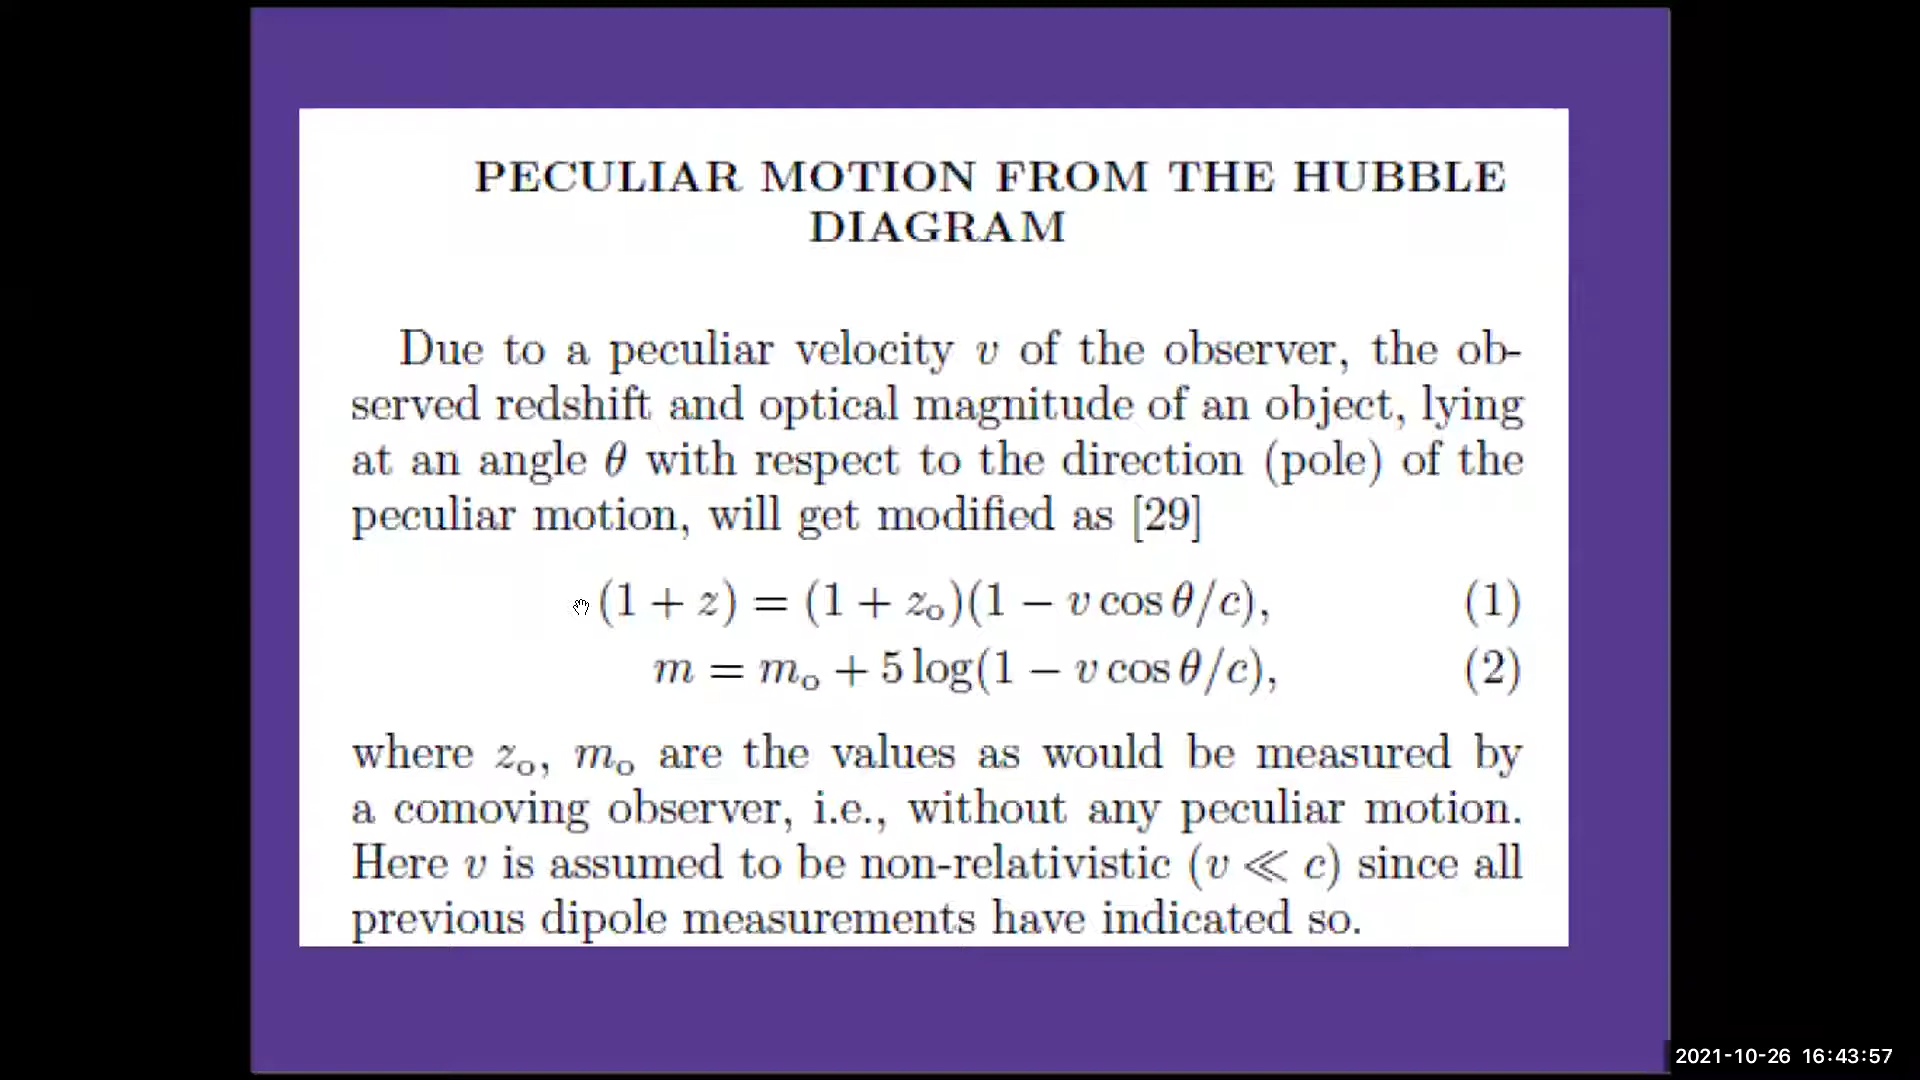 PECULIAR MOTION FROM THE HUBBLE
DIAGRAM
Due to a peculiar velocity v of the observer, the ob-
served redshift and optical magnitude of an object, lying
at an angle θ with respect to the direction (pole) of the
peculiar motion, will get modified as [29]
(1 + z) = (1 + zₒ)(1 − v cos θ/c), (1)
m = mₒ + 5 log(1 − v cos θ/c), (2)
where zₒ, mₒ are the values as would be measured by
a comoving observer, i.e., without any peculiar motion.
Here v is assumed to be non-relativistic (v ≪ c) since all
previous dipole measurements have indicated so.
2021-10-26 16:43:57